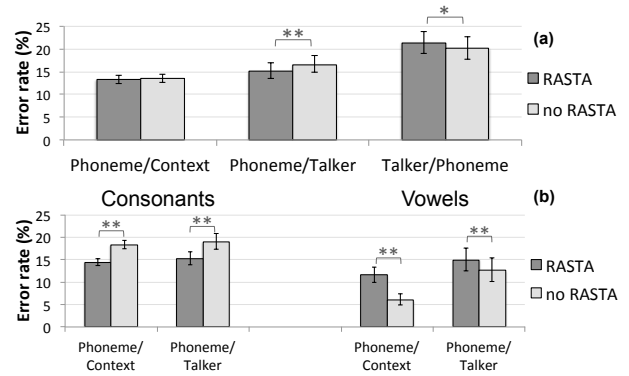 Error rate (%)
25
20
15
10
5
0
**
*
(a)
RASTA
no RASTA
Phoneme/Context Phoneme/Talker Talker/Phoneme
Consonants Vowels
(b)
Error rate (%)
25
20
15
10
5
0
** ** ** **
RASTA
no RASTA
Phoneme/ Phoneme/ Phoneme/ Phoneme/
Context Talker Context Talker